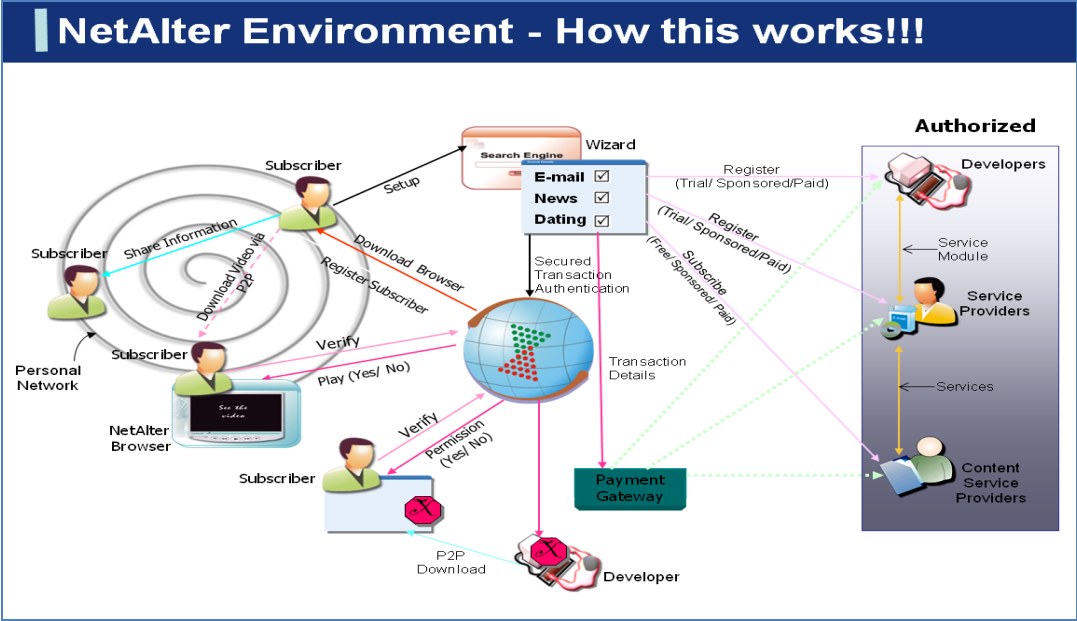 NetAlter Environment - How this works!!!
Authorized
Search Engine
Wizard
E-mail
News
Dating
Subscriber
Setup
Share Information
Subscriber
Download Video via
P2P
Download Browser
Register Subscriber
Secured
Transaction
Authentication
Register
(Trial/ Sponsored/Paid)
Register
(Trial/ Sponsored/Paid)
Subscribe
(Free/ Sponsored/ Paid)
Developers
Service
Module
Service
Providers
Services
Content
Service
Providers
Subscriber
Personal
Network
Verify
Play (Yes/ No)
See the
video
NetAlter
Browser
Transaction
Details
Verify
Permission
(Yes/ No)
Subscriber
X
Payment
Gateway
P2P
Download
X
Developer